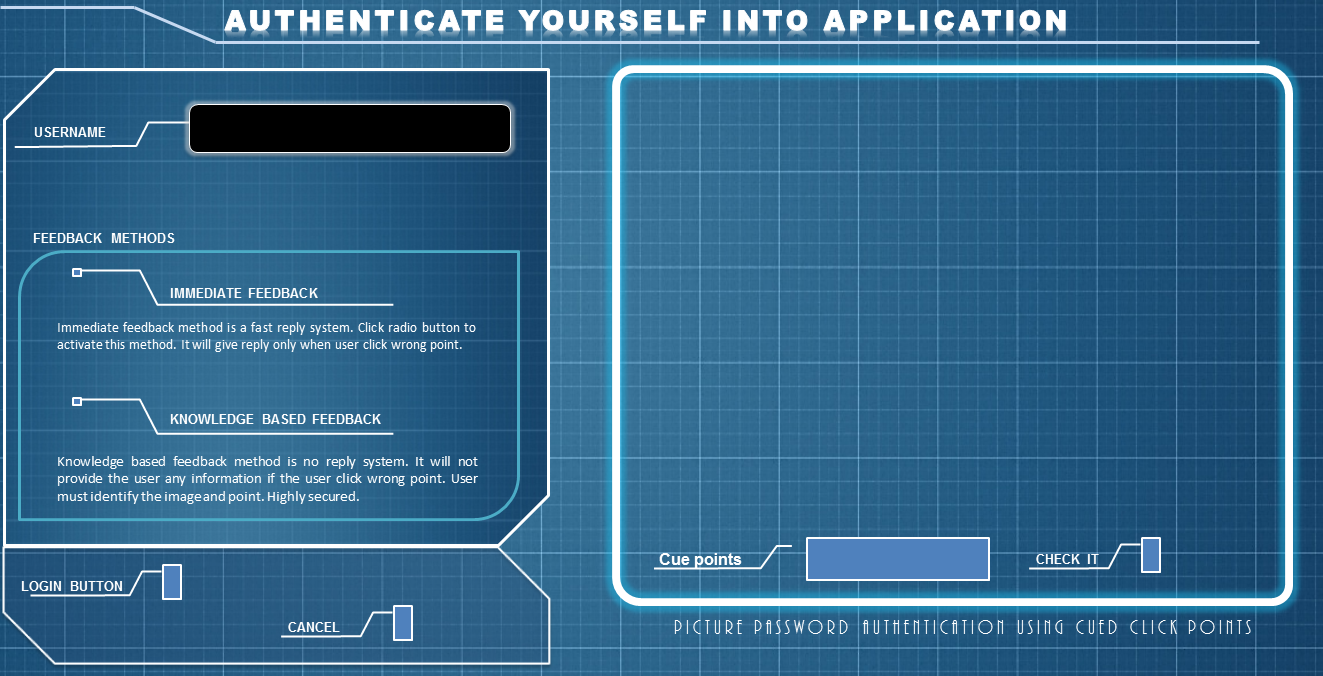 AUTHENTICATE YOURSELF INTO APPLICATION
USERNAME
FEEDBACK METHODS
IMMEDIATE FEEDBACK
Immediate feedback method is a fast reply system. Click radio button to
activate this method. It will give reply only when user click wrong point.
KNOWLEDGE BASED FEEDBACK
Knowledge based feedback method is no reply system. It will not
provide the user any information if the user click wrong point. User
must identify the image and point. Highly secured.
LOGIN BUTTON
CANCEL
Cue points
CHECK IT
PICTURE PASSWORD AUTHENTICATION USING CUED CLICK POINTS